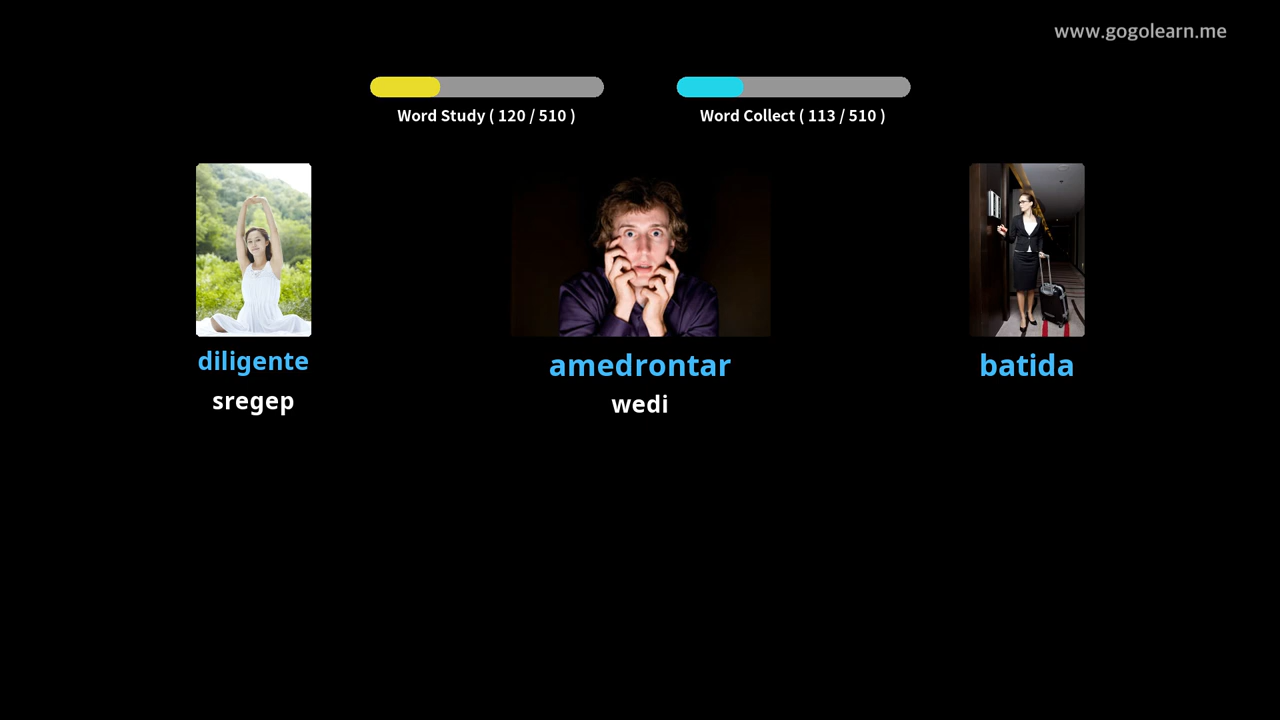 www.gogolearn.me
Word Study ( 120 / 510 )
Word Collect ( 113 / 510 )
diligente
sregep
amedrontar
wedi
batida